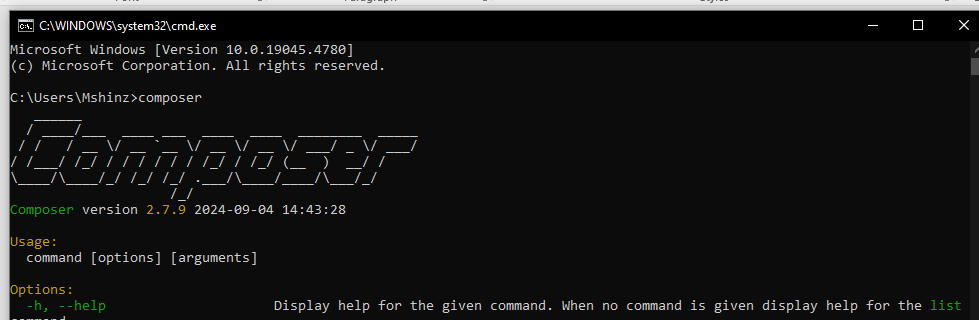 C:\WINDOWS\system32\cmd.exe
Microsoft Windows [Version 10.0.19045.4780]
(c) Microsoft Corporation. All rights reserved.
C:\Users\Mshinz>composer
Composer
Composer version 2.7.9 2024-09-04 14:43:28
Usage:
command [options] [arguments]
Options:
-h, --help Display help for the given command. When no command is given display help for the list